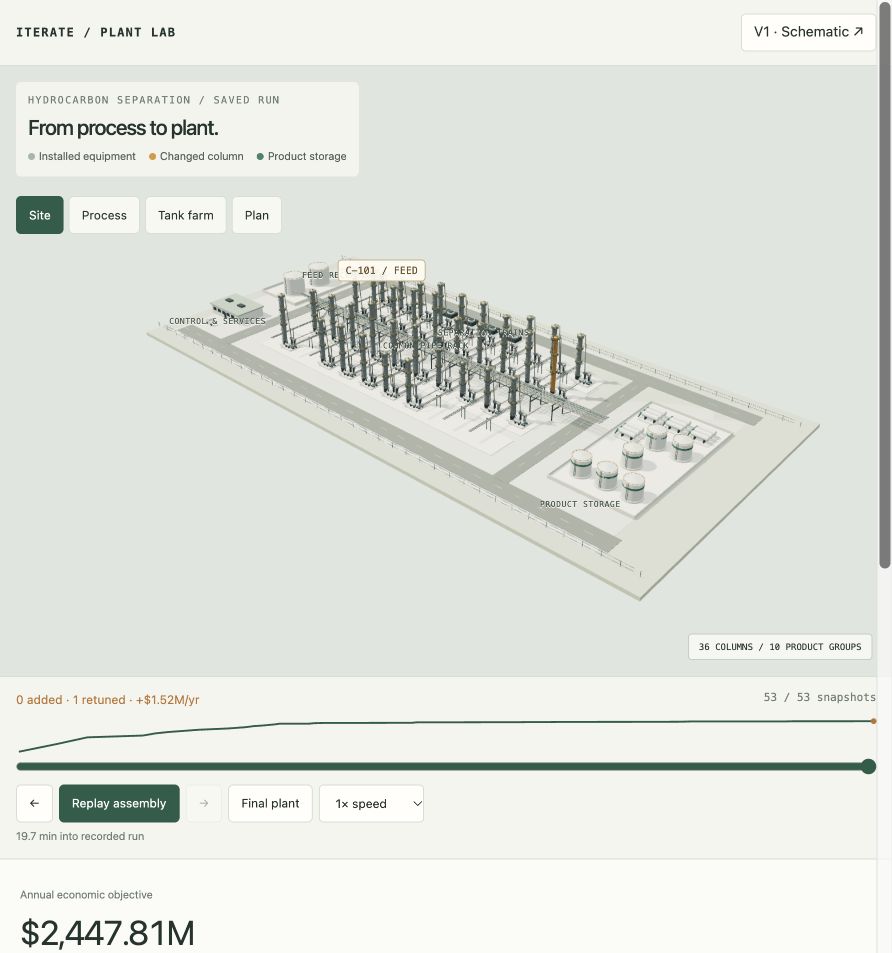 ITERATE / PLANT LAB
V1 · Schematic ↗
HYDROCARBON SEPARATION / SAVED RUN
From process to plant.
Installed equipment
Changed column
Product storage
Site
Process
Tank farm
Plan
FEED RE
C-101 / FEED
CONTROL & SERVICES
PRODUCT STORAGE
36 COLUMNS / 10 PRODUCT GROUPS
0 added · 1 retuned · +$1.52M/yr
53 / 53 snapshots
←
Replay assembly
→
Final plant
1× speed
19.7 min into recorded run
Annual economic objective
$2,447.81M